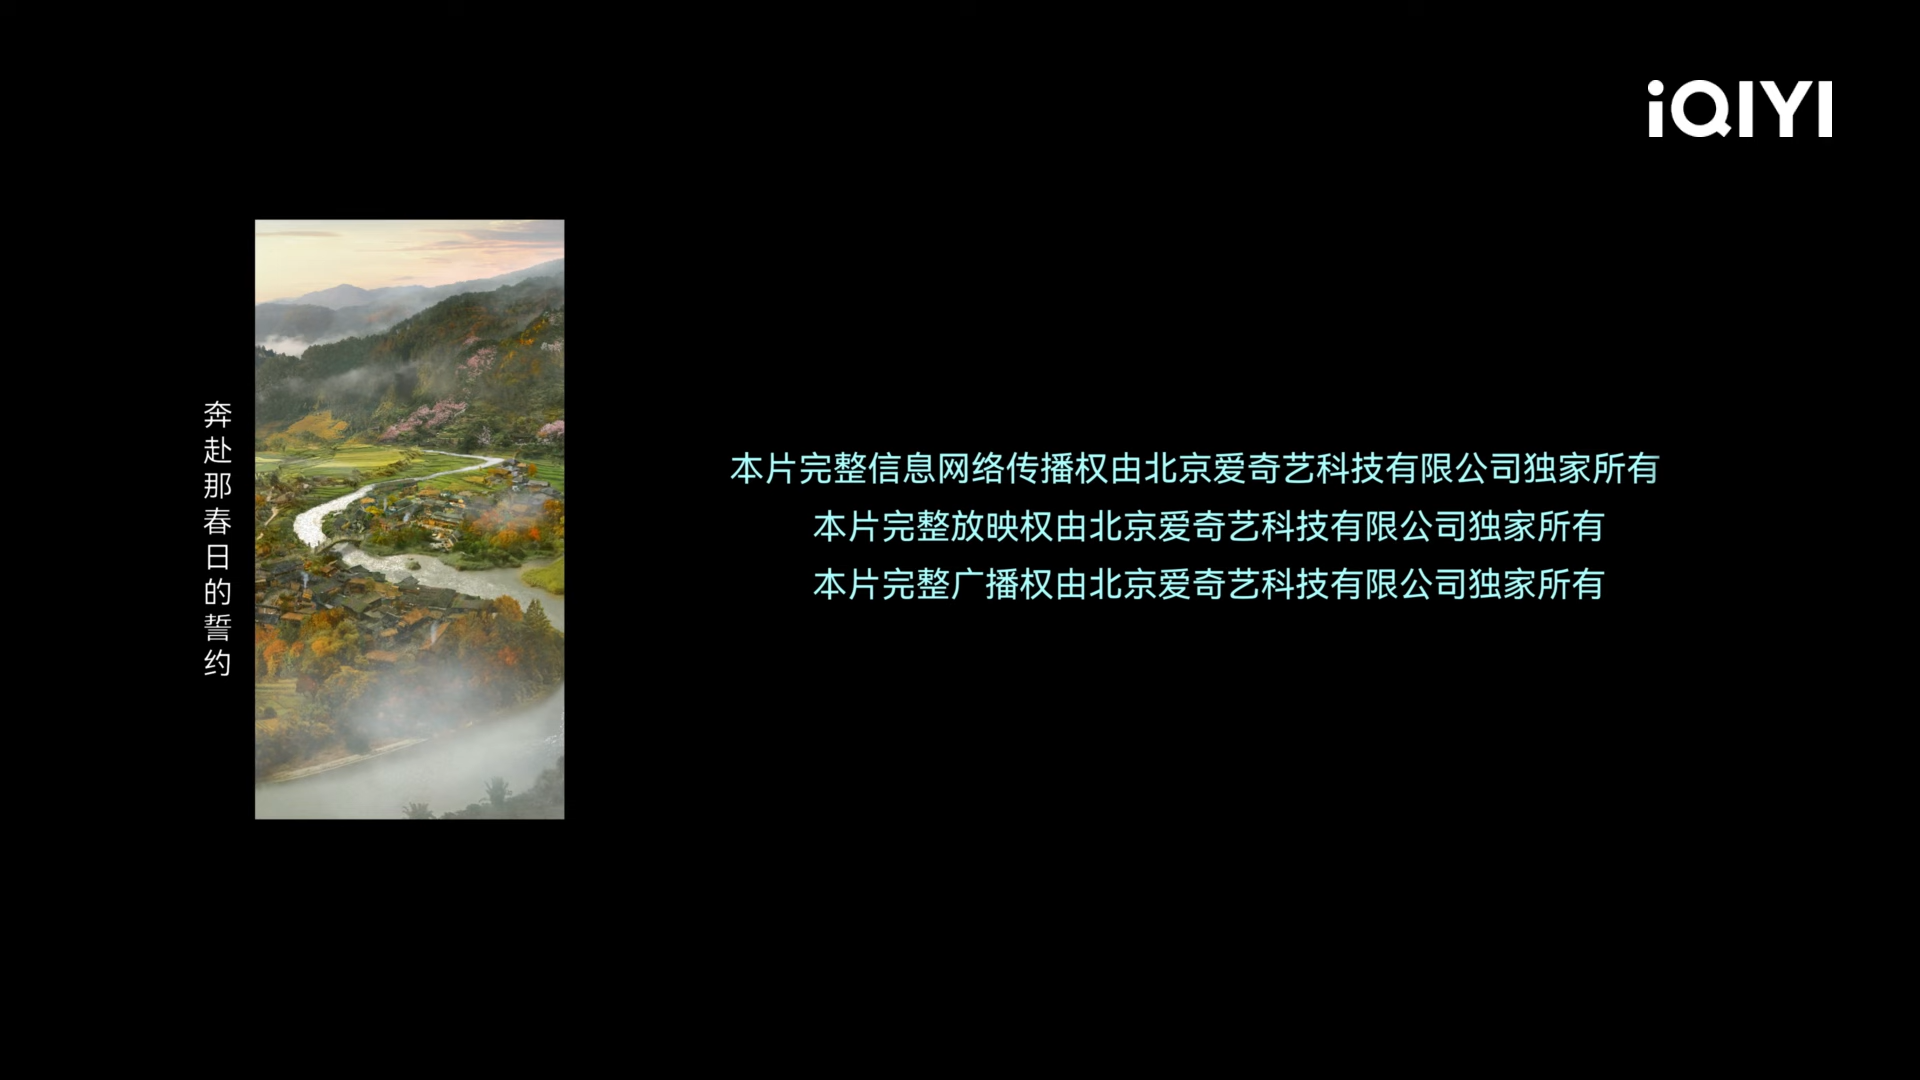 iQIYI
奔赴那春日的誓约
本片完整信息网络传播权由北京爱奇艺科技有限公司独家所有
本片完整放映权由北京爱奇艺科技有限公司独家所有
本片完整广播权由北京爱奇艺科技有限公司独家所有